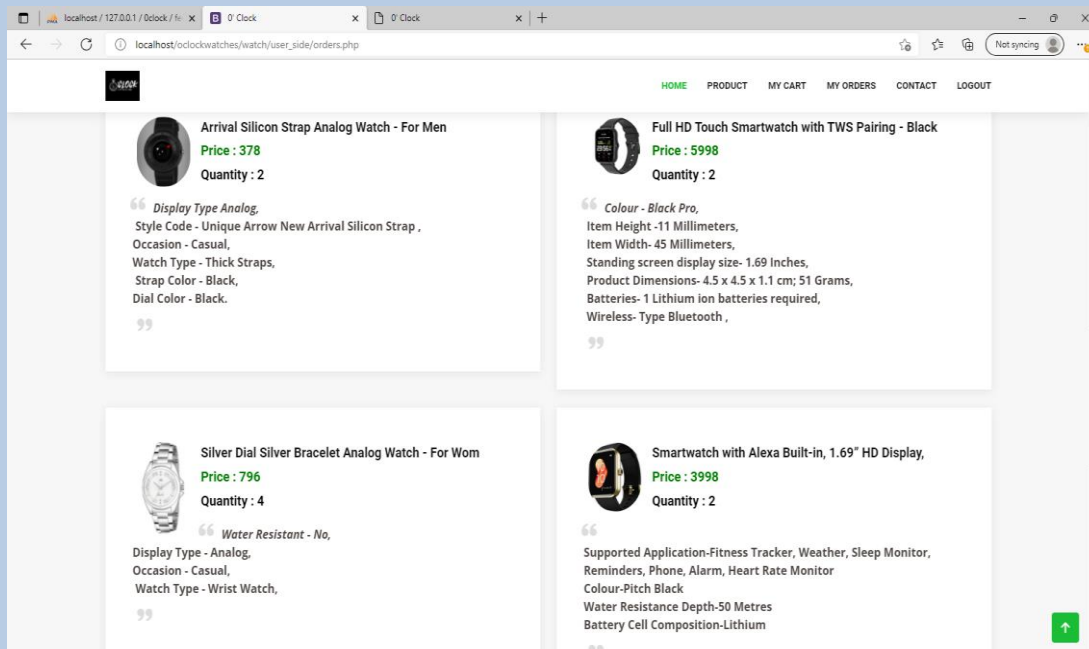 localhost / 127.0.0.1 / 0clock / fe
0' Clock
0' Clock
localhost/oclockwatches/watch/user_side/orders.php
Not syncing
HOME PRODUCT MY CART MY ORDERS CONTACT LOGOUT
Arrival Silicon Strap Analog Watch - For Men
Price : 378
Quantity : 2
“ Display Type Analog,
Style Code - Unique Arrow New Arrival Silicon Strap ,
Occasion - Casual,
Watch Type - Thick Straps,
Strap Color - Black,
Dial Color - Black.
”
Full HD Touch Smartwatch with TWS Pairing - Black
Price : 5998
Quantity : 2
“ Colour - Black Pro,
Item Height -11 Millimeters,
Item Width- 45 Millimeters,
Standing screen display size- 1.69 Inches,
Product Dimensions- 4.5 x 4.5 x 1.1 cm; 51 Grams,
Batteries- 1 Lithium ion batteries required,
Wireless- Type Bluetooth ,
”
Silver Dial Silver Bracelet Analog Watch - For Wom
Price : 796
Quantity : 4
“ Water Resistant - No,
Display Type - Analog,
Occasion - Casual,
Watch Type - Wrist Watch,
”
Smartwatch with Alexa Built-in, 1.69" HD Display,
Price : 3998
Quantity : 2
“
Supported Application-Fitness Tracker, Weather, Sleep Monitor,
Reminders, Phone, Alarm, Heart Rate Monitor
Colour-Pitch Black
Water Resistance Depth-50 Metres
Battery Cell Composition-Lithium
”